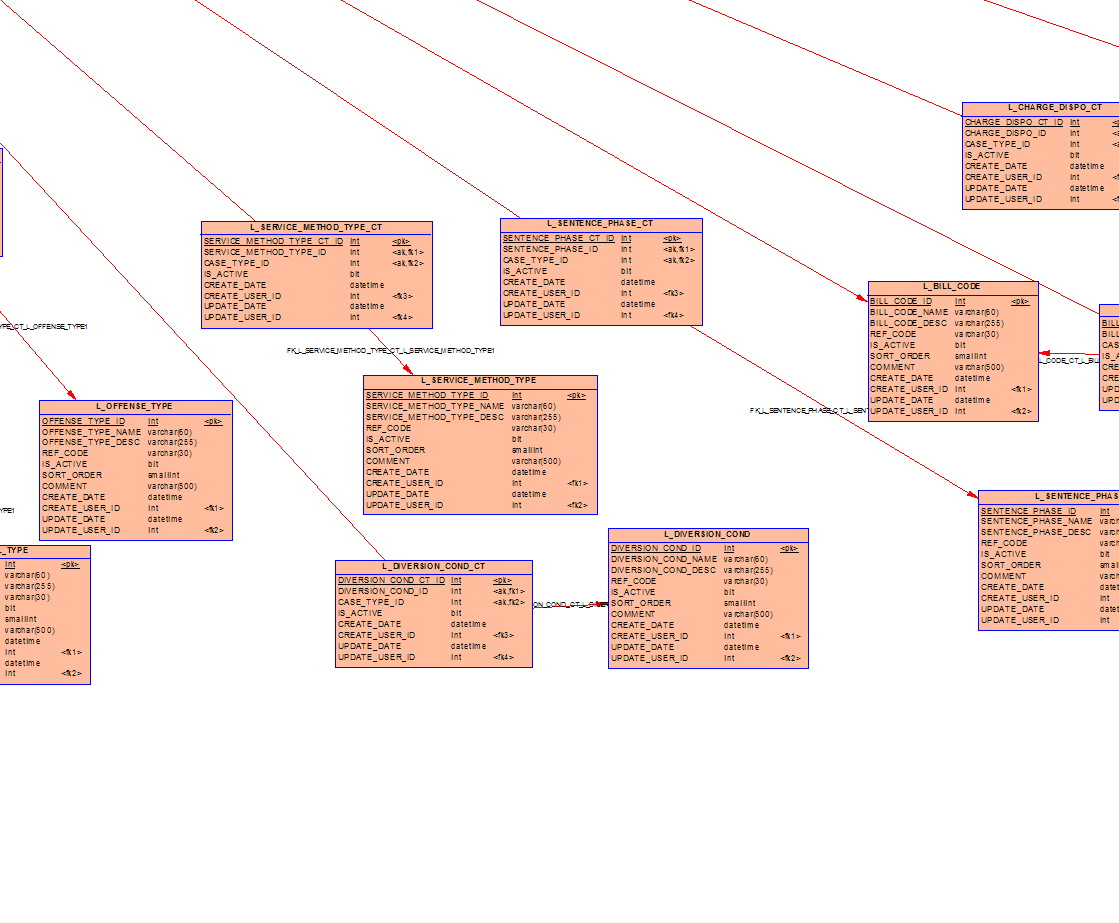 L_CHARGE_DISPO_CT
CHARGE_DISPO_CT_ID int
CHARGE_DISPO_ID int
CASE_TYPE_ID int
IS_ACTIVE bit
CREATE_DATE datetime
CREATE_USER_ID int
UPDATE_DATE datetime
UPDATE_USER_ID int
L_SERVICE_METHOD_TYPE_CT
SERVICE_METHOD_TYPE_CT_ID int <pk>
SERVICE_METHOD_TYPE_ID int <ak,fk1>
CASE_TYPE_ID int <ak,fk2>
IS_ACTIVE bit
CREATE_DATE datetime
CREATE_USER_ID int <fk3>
UPDATE_DATE datetime
UPDATE_USER_ID int <fk4>
L_SENTENCE_PHASE_CT
SENTENCE_PHASE_CT_ID int <pk>
SENTENCE_PHASE_ID int <ak,fk1>
CASE_TYPE_ID int <ak,fk2>
IS_ACTIVE bit
CREATE_DATE datetime
CREATE_USER_ID int <fk3>
UPDATE_DATE datetime
UPDATE_USER_ID int <fk4>
L_BILL_CODE
BILL_CODE_ID int <pk>
BILL_CODE_NAME varchar(60)
BILL_CODE_DESC varchar(255)
REF_CODE varchar(30)
IS_ACTIVE bit
SORT_ORDER smallint
COMMENT varchar(500)
CREATE_DATE datetime
CREATE_USER_ID int <fk1>
UPDATE_DATE datetime
UPDATE_USER_ID int <fk2>
YPE_CT_L_OFFENSE_TYPE1
FK_L_SERVICE_METHOD_TYPE_CT_L_SERVICE_METHOD_TYPE1
L_CODE_CT_L_BIL
FK_L_SENTENCE_PHASE_CT_L_SENT
L_SERVICE_METHOD_TYPE
SERVICE_METHOD_TYPE_ID int <pk>
SERVICE_METHOD_TYPE_NAME varchar(60)
SERVICE_METHOD_TYPE_DESC varchar(255)
REF_CODE varchar(30)
IS_ACTIVE bit
SORT_ORDER smallint
COMMENT varchar(500)
CREATE_DATE datetime
CREATE_USER_ID int <fk1>
UPDATE_DATE datetime
UPDATE_USER_ID int <fk2>
L_OFFENSE_TYPE
OFFENSE_TYPE_ID int <pk>
OFFENSE_TYPE_NAME varchar(60)
OFFENSE_TYPE_DESC varchar(255)
REF_CODE varchar(30)
IS_ACTIVE bit
SORT_ORDER smallint
COMMENT varchar(500)
CREATE_DATE datetime
CREATE_USER_ID int <fk1>
UPDATE_DATE datetime
UPDATE_USER_ID int <fk2>
YPE1
L_TYPE
int <pk>
varchar(60)
varchar(255)
varchar(30)
bit
smallint
varchar(500)
datetime
int <fk1>
datetime
int <fk2>
L_DIVERSION_COND_CT
DIVERSION_COND_CT_ID int <pk>
DIVERSION_COND_ID int <ak,fk1>
CASE_TYPE_ID int <ak,fk2>
IS_ACTIVE bit
CREATE_DATE datetime
CREATE_USER_ID int <fk3>
UPDATE_DATE datetime
UPDATE_USER_ID int <fk4>
L_DIVERSION_COND
DIVERSION_COND_ID int <pk>
DIVERSION_COND_NAME varchar(60)
DIVERSION_COND_DESC varchar(255)
REF_CODE varchar(30)
IS_ACTIVE bit
SORT_ORDER smallint
COMMENT varchar(500)
CREATE_DATE datetime
CREATE_USER_ID int <fk1>
UPDATE_DATE datetime
UPDATE_USER_ID int <fk2>
L_SENTENCE_PHAS
SENTENCE_PHASE_ID int
SENTENCE_PHASE_NAME varch
SENTENCE_PHASE_DESC varch
REF_CODE varch
IS_ACTIVE bit
SORT_ORDER smal
COMMENT varch
CREATE_DATE date
CREATE_USER_ID int
UPDATE_DATE date
UPDATE_USER_ID int